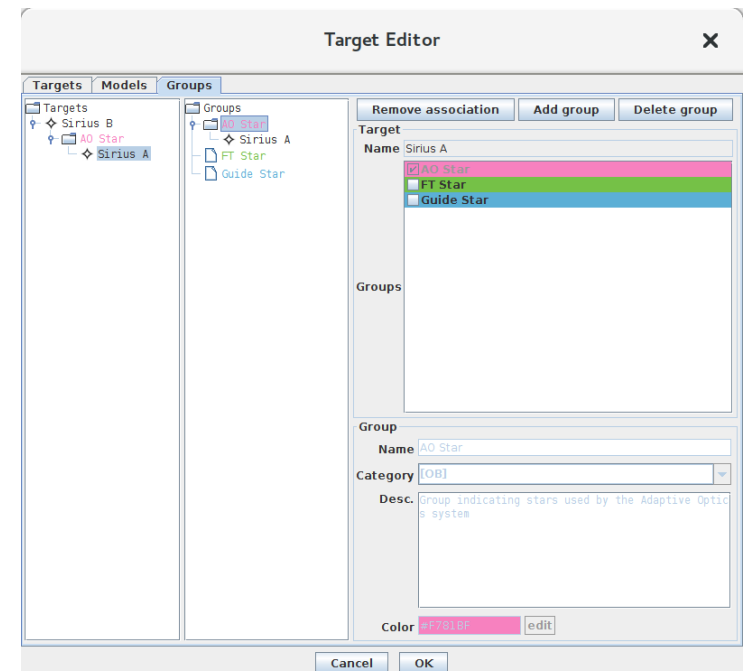 Target Editor
Targets Models Groups
Targets
Sirius B
AO Star
Sirius A
Groups
AO Star
Sirius A
FT Star
Guide Star
Remove association Add group Delete group
Target
Name Sirius A
AO Star
FT Star
Guide Star
Groups
Group
Name AO Star
Category [OB]
Desc. Group indicating stars used by the Adaptive Optic
s system
Color #F781BF edit
Cancel OK